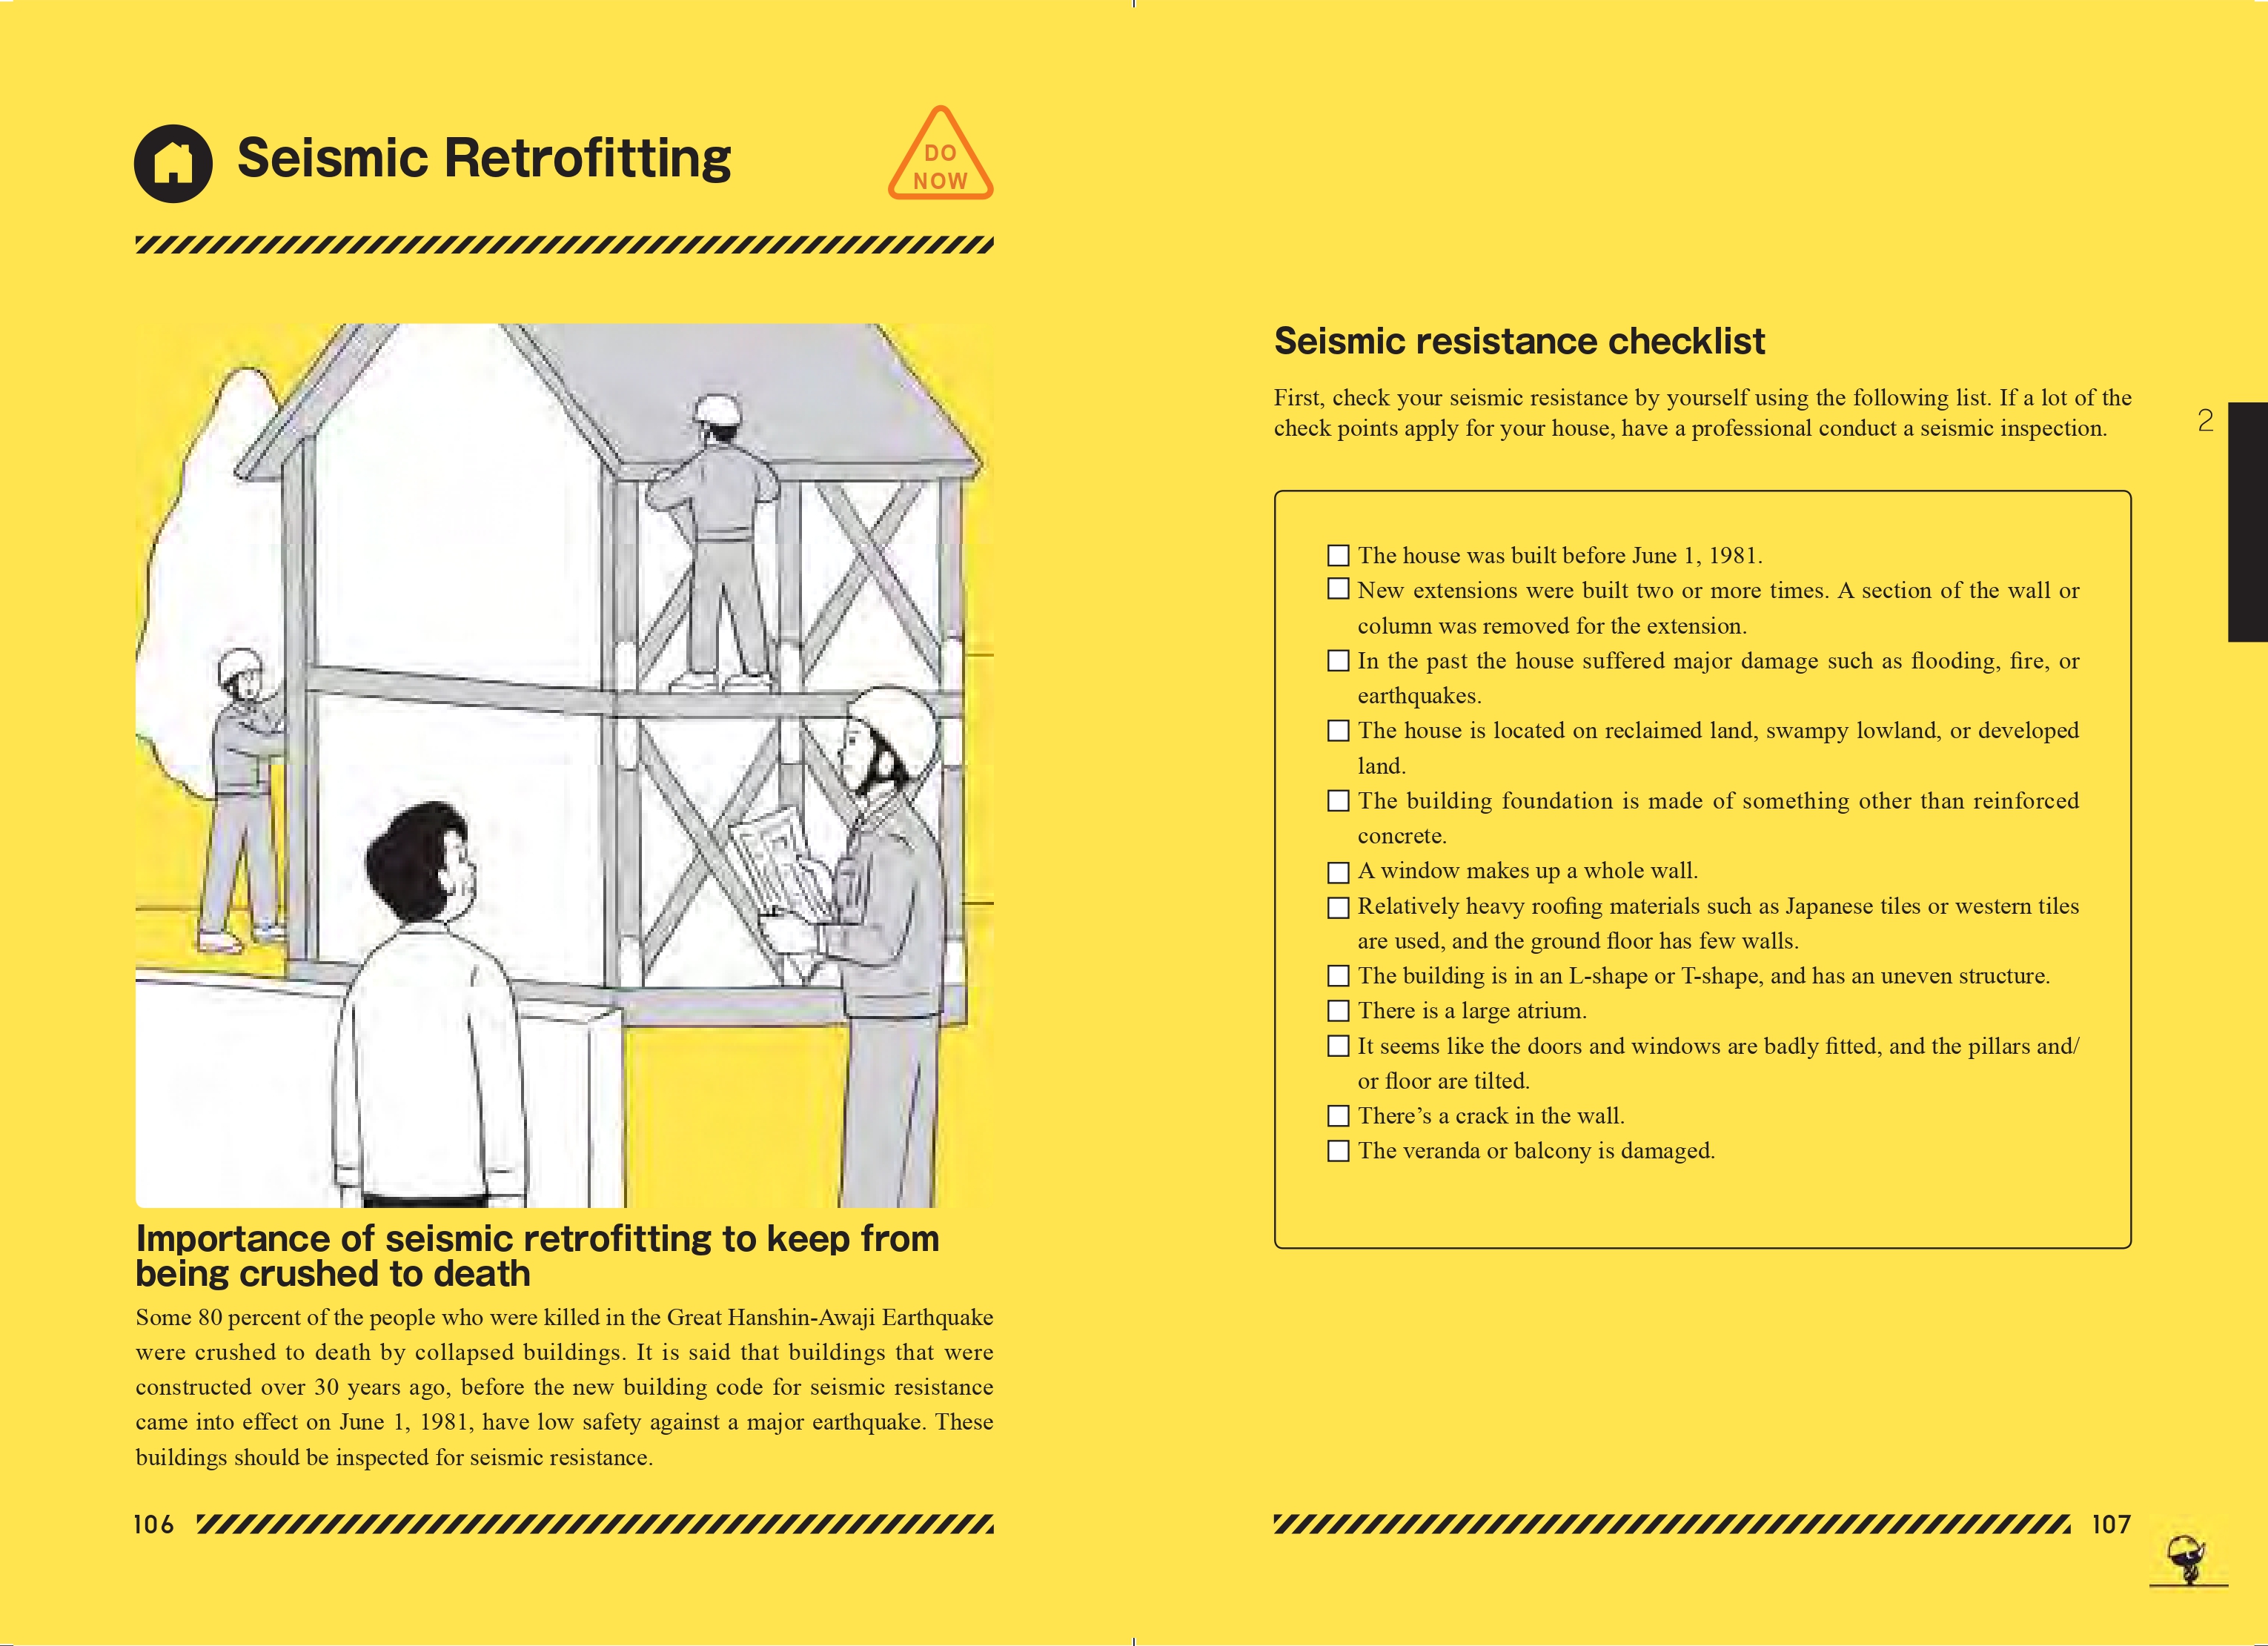 Seismic Retrofitting
DO
NOW
Importance of seismic retrofitting to keep from
being crushed to death
Some 80 percent of the people who were killed in the Great Hanshin-Awaji Earthquake
were crushed to death by collapsed buildings. It is said that buildings that were
constructed over 30 years ago, before the new building code for seismic resistance
came into effect on June 1, 1981, have low safety against a major earthquake. These
buildings should be inspected for seismic resistance.
106
Seismic resistance checklist
First, check your seismic resistance by yourself using the following list. If a lot of the
check points apply for your house, have a professional conduct a seismic inspection.
2
The house was built before June 1, 1981.
New extensions were built two or more times. A section of the wall or
column was removed for the extension.
In the past the house suffered major damage such as flooding, fire, or
earthquakes.
The house is located on reclaimed land, swampy lowland, or developed
land.
The building foundation is made of something other than reinforced
concrete.
A window makes up a whole wall.
Relatively heavy roofing materials such as Japanese tiles or western tiles
are used, and the ground floor has few walls.
The building is in an L-shape or T-shape, and has an uneven structure.
There is a large atrium.
It seems like the doors and windows are badly fitted, and the pillars and/
or floor are tilted.
There’s a crack in the wall.
The veranda or balcony is damaged.
107